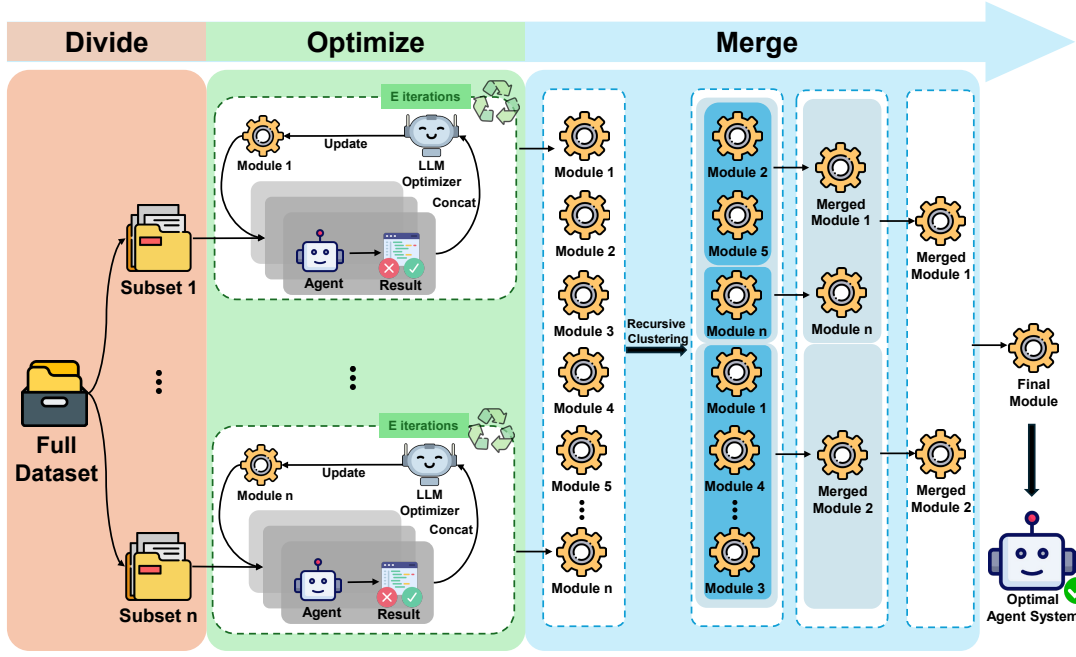 Divide
Optimize
Merge
Full
Dataset
Subset 1
Subset n
E iterations
Module 1
Update
LLM
Optimizer
Concat
Agent
Result
E iterations
Module n
Update
LLM
Optimizer
Concat
Agent
Result
Module 1
Module 2
Module 3
Module 4
Module 5
Module n
Recursive
Clustering
Module 2
Module 5
Module n
Module 1
Module 4
Module 3
Merged
Module 1
Module n
Merged
Module 2
Merged
Module 1
Merged
Module 2
Final
Module
Optimal
Agent System